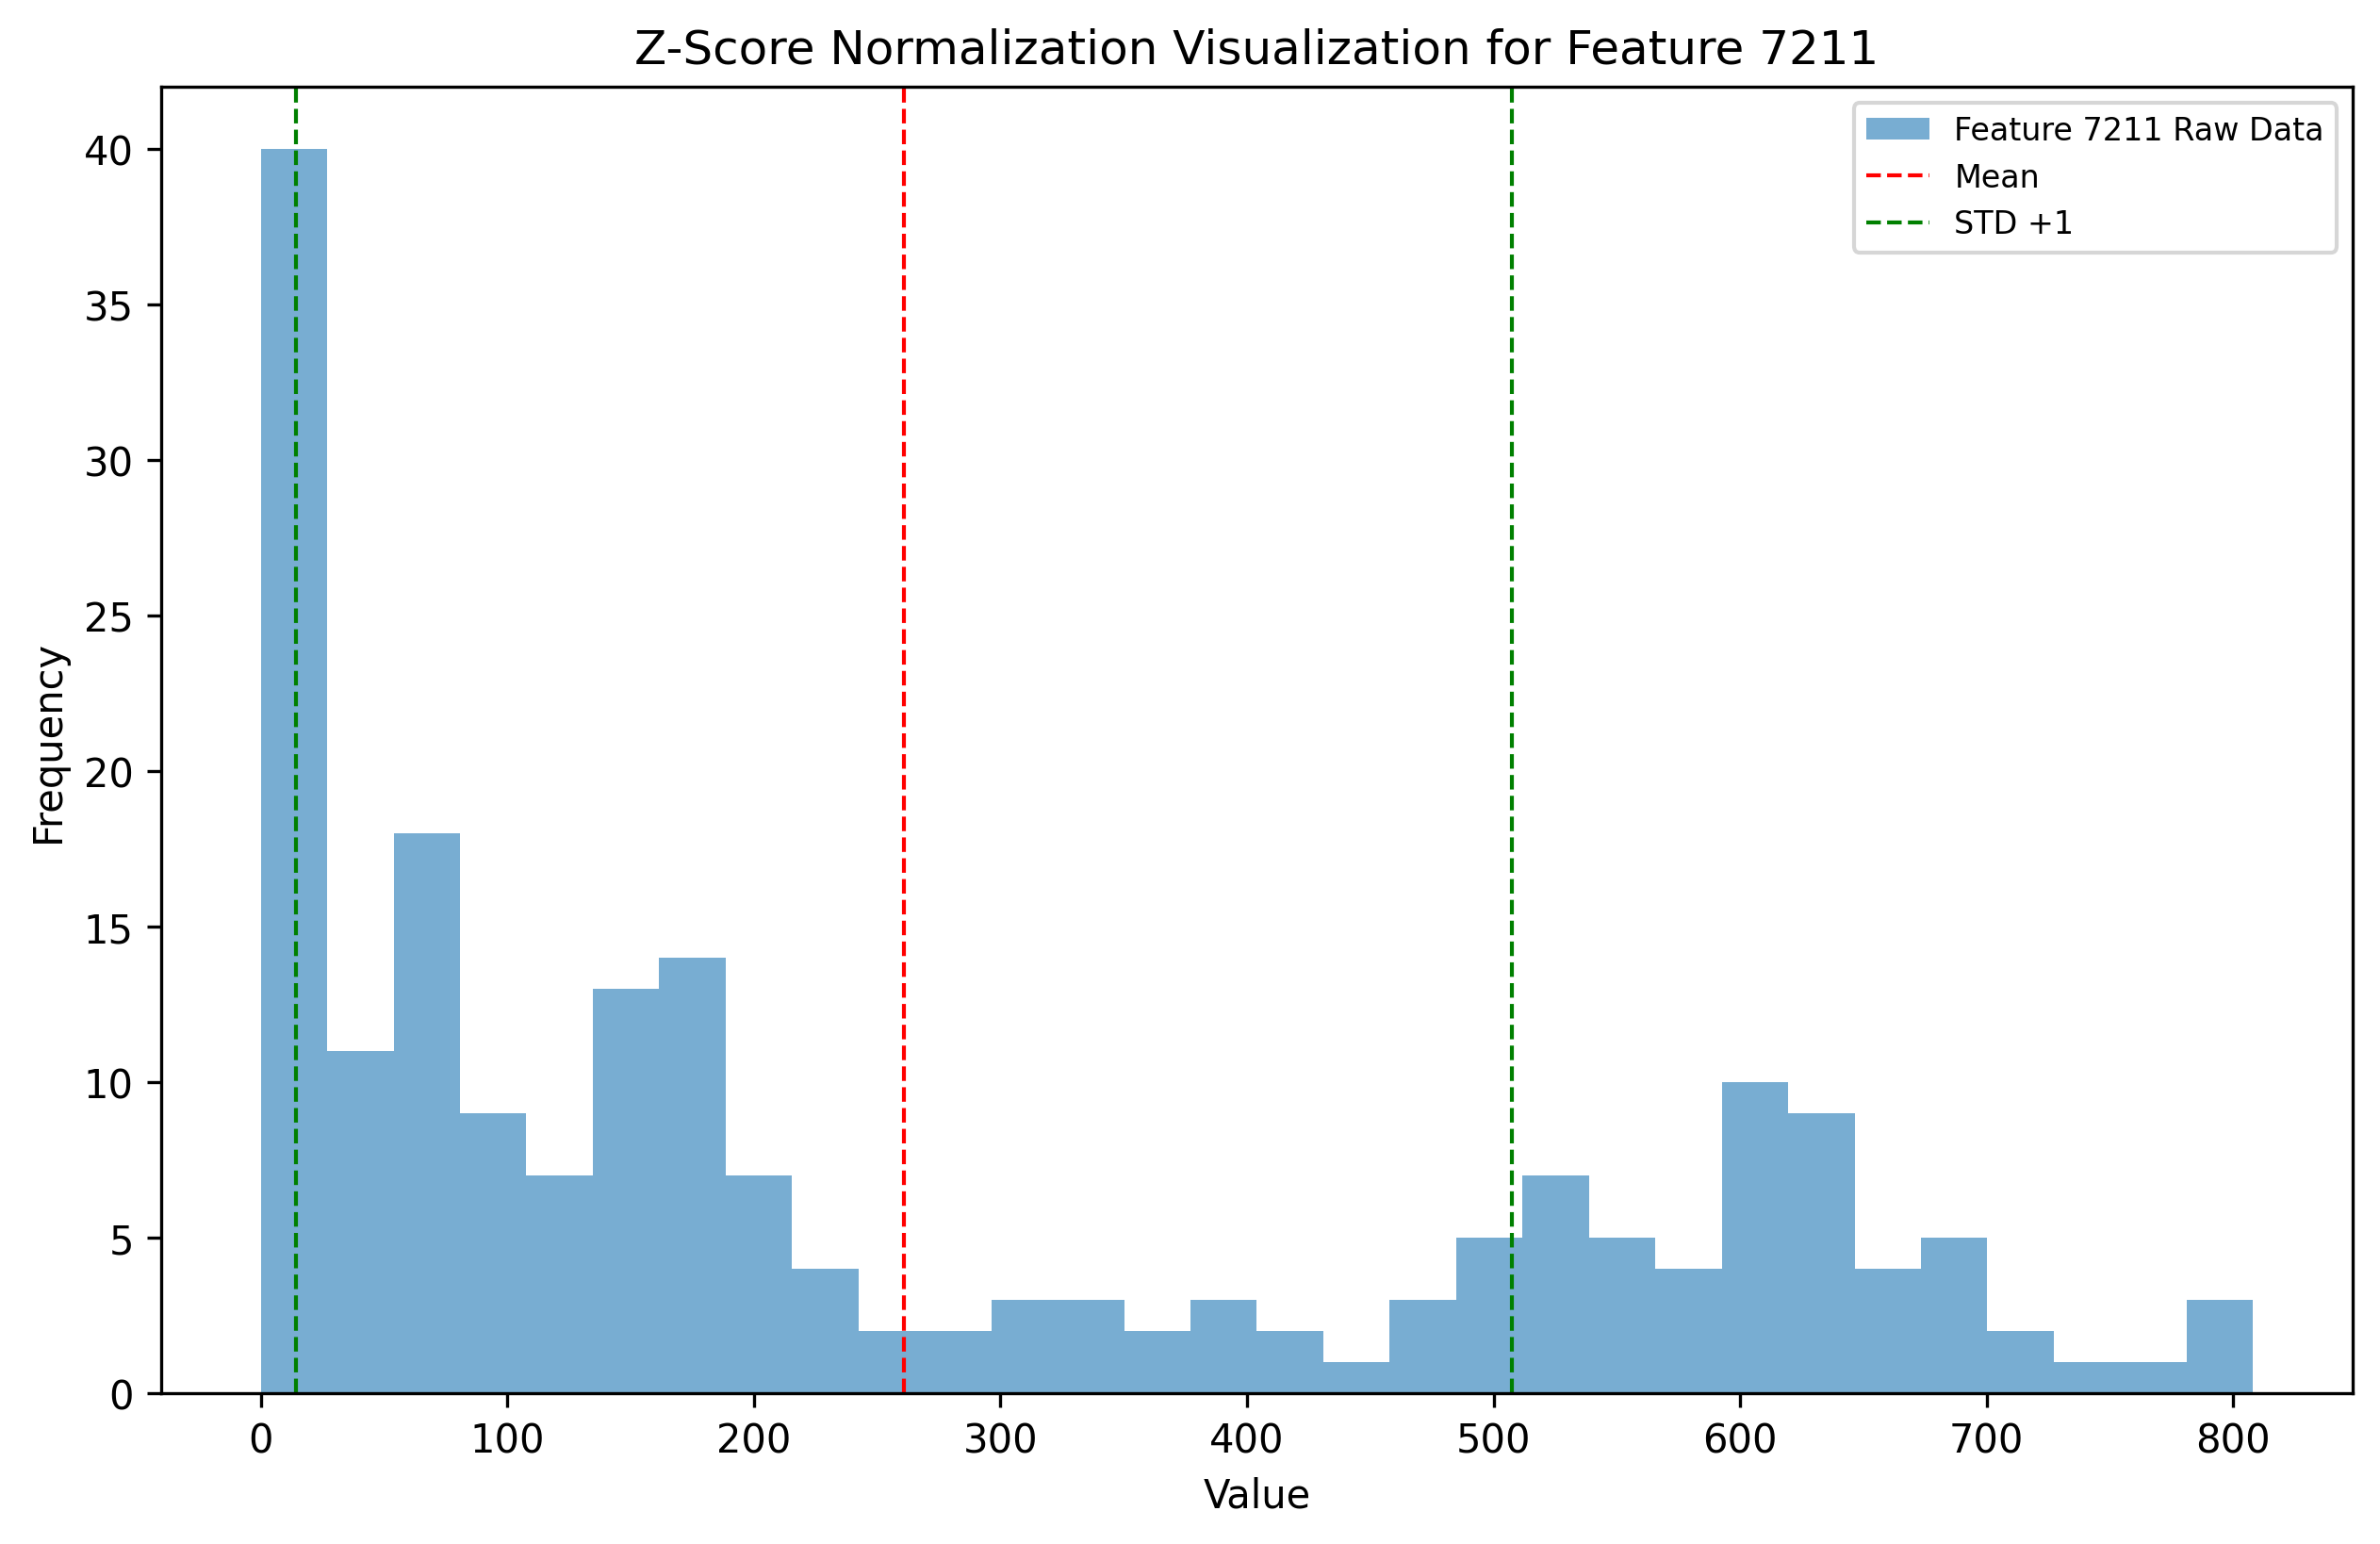 Z-Score Normalization Visualization for Feature 7211
Feature 7211 Raw Data
Mean
STD +1
40
35
30
25
20
15
10
5
0
Frequency
0 100 200 300 400 500 600 700 800
Value